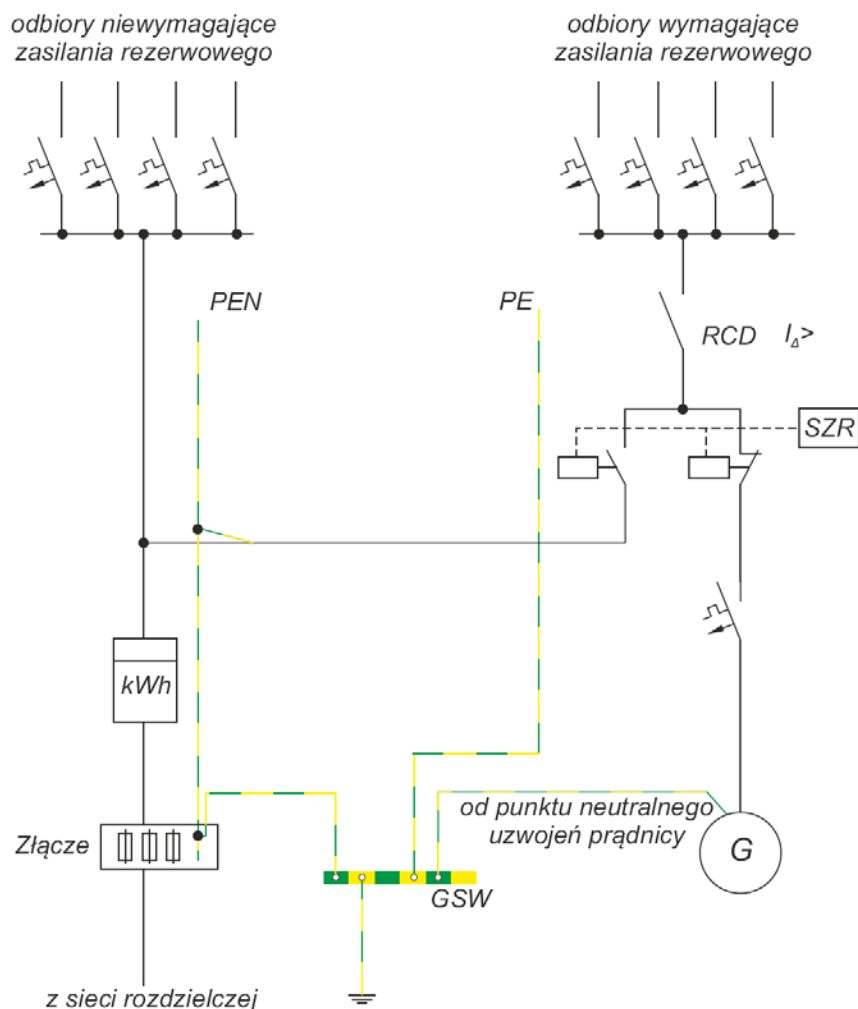 odbiory niewymagające
zasilania rezerwowego
odbiory wymagające
zasilania rezerwowego
PEN
PE
RCD I_Δ>
SZR
kWh
od punktu neutralnego
uzwojeń prądnicy
Złącze
G
GSW
z sieci rozdzielczej